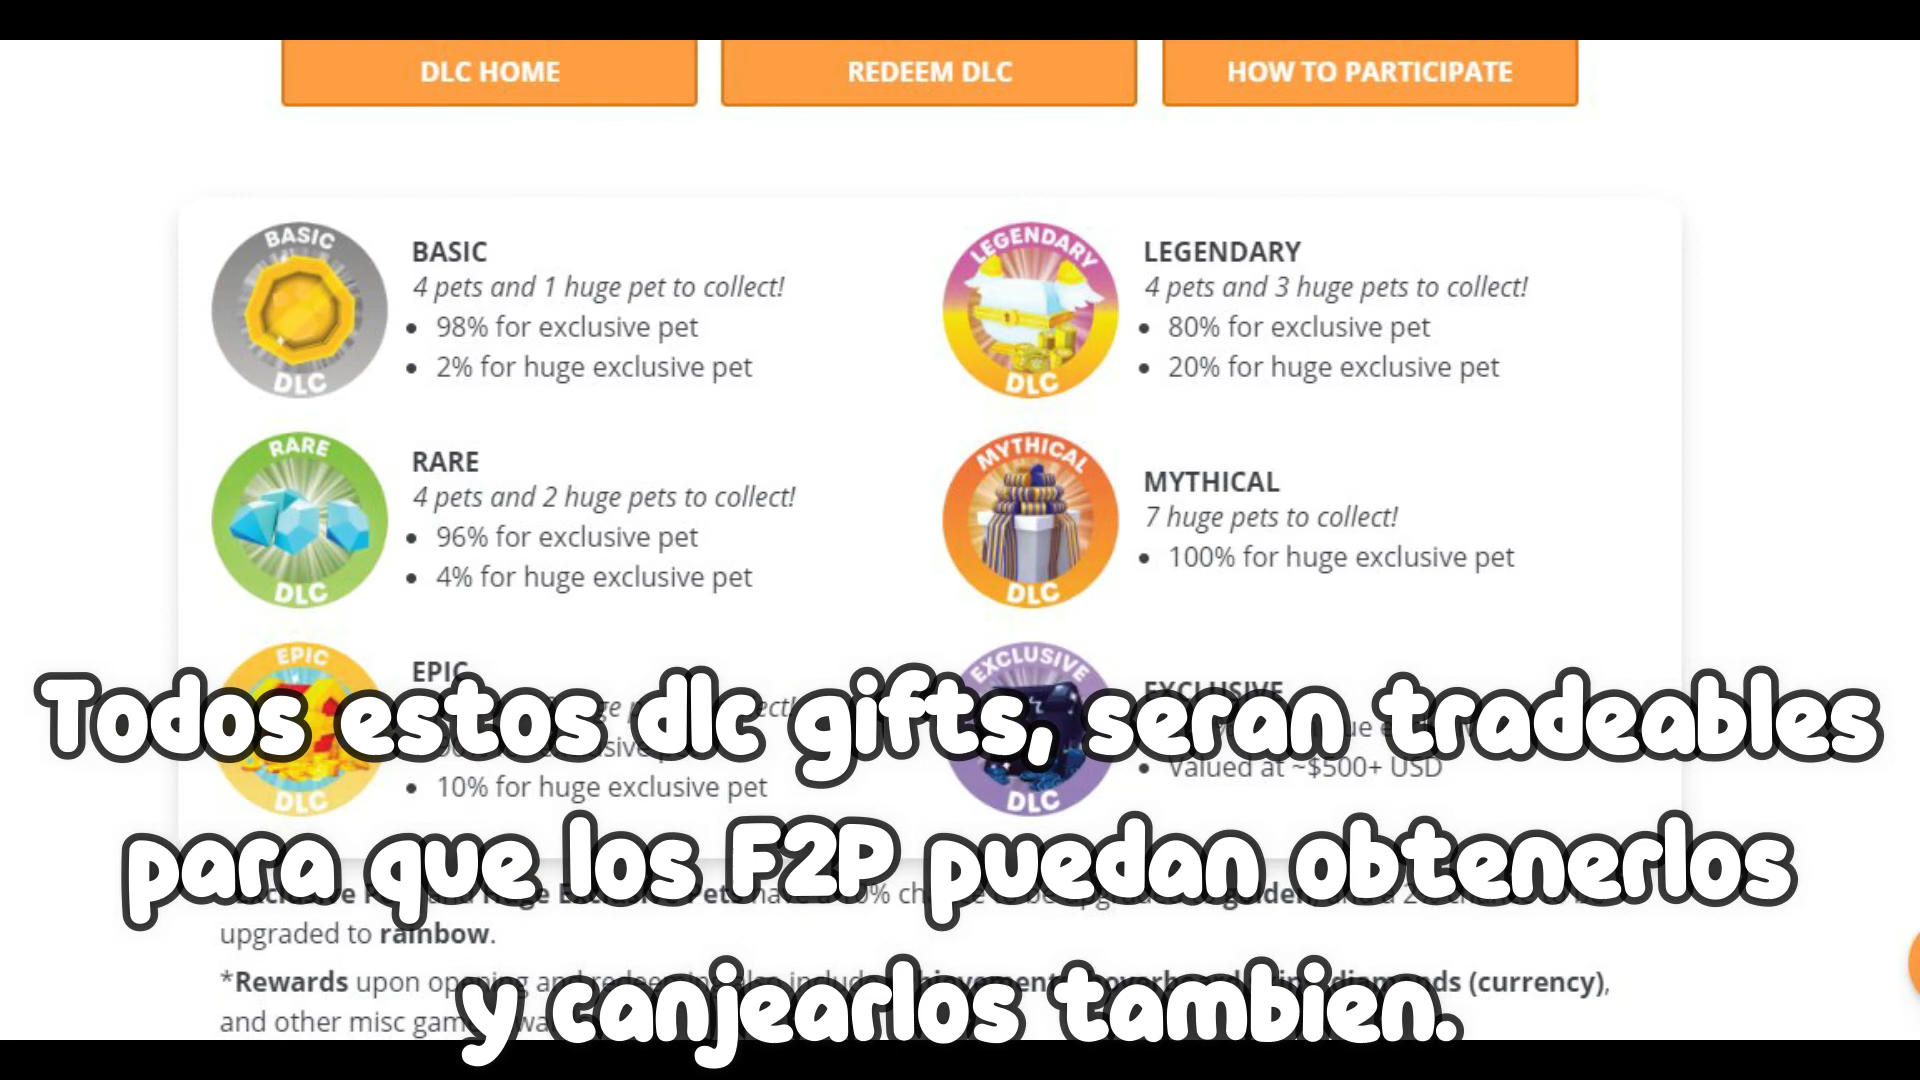 DLC HOME
REDEEM DLC
HOW TO PARTICIPATE
BASIC
DLC
BASIC
4 pets and 1 huge pet to collect!
• 98% for exclusive pet
• 2% for huge exclusive pet
LEGENDARY
DLC
LEGENDARY
4 pets and 3 huge pets to collect!
• 80% for exclusive pet
• 20% for huge exclusive pet
RARE
DLC
RARE
4 pets and 2 huge pets to collect!
• 96% for exclusive pet
• 4% for huge exclusive pet
MYTHICAL
DLC
MYTHICAL
7 huge pets to collect!
• 100% for huge exclusive pet
EPIC
DLC
EPIC
• 10% for huge exclusive pet
EXCLUSIVE
DLC
EXCLUSIVE
• Valued at ~$500+ USD
Todos estos dlc gifts, seran tradeables
para que los F2P puedan obtenerlos
y canjearlos tambien.
upgraded to rainbow.
*Rewards upon (currency),
and other misc